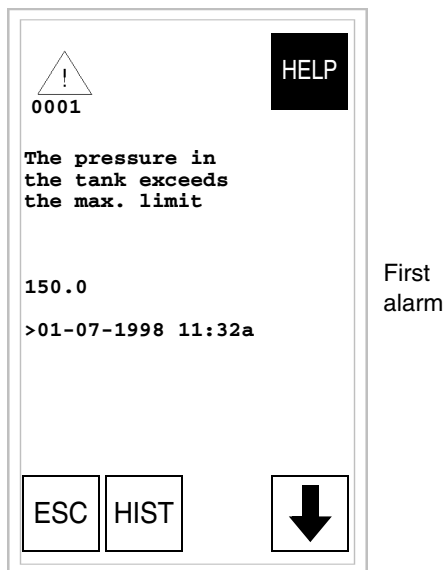 HELP
!
0001
The pressure in
the tank exceeds
the max. limit
150.0
>01-07-1998 11:32a
First
alarm
ESC HIST